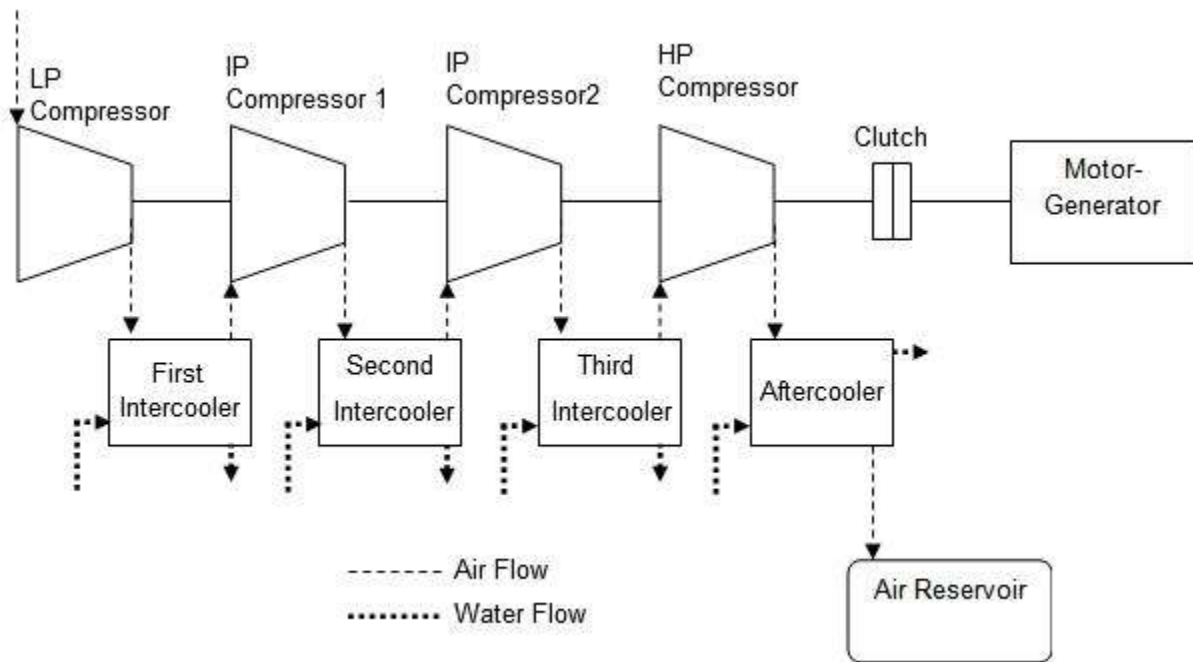 LP
Compressor
IP
Compressor 1
IP
Compressor2
HP
Compressor
Clutch
Motor-
Generator
First
Intercooler
Second
Intercooler
Third
Intercooler
Aftercooler
Air Flow
Water Flow
Air Reservoir